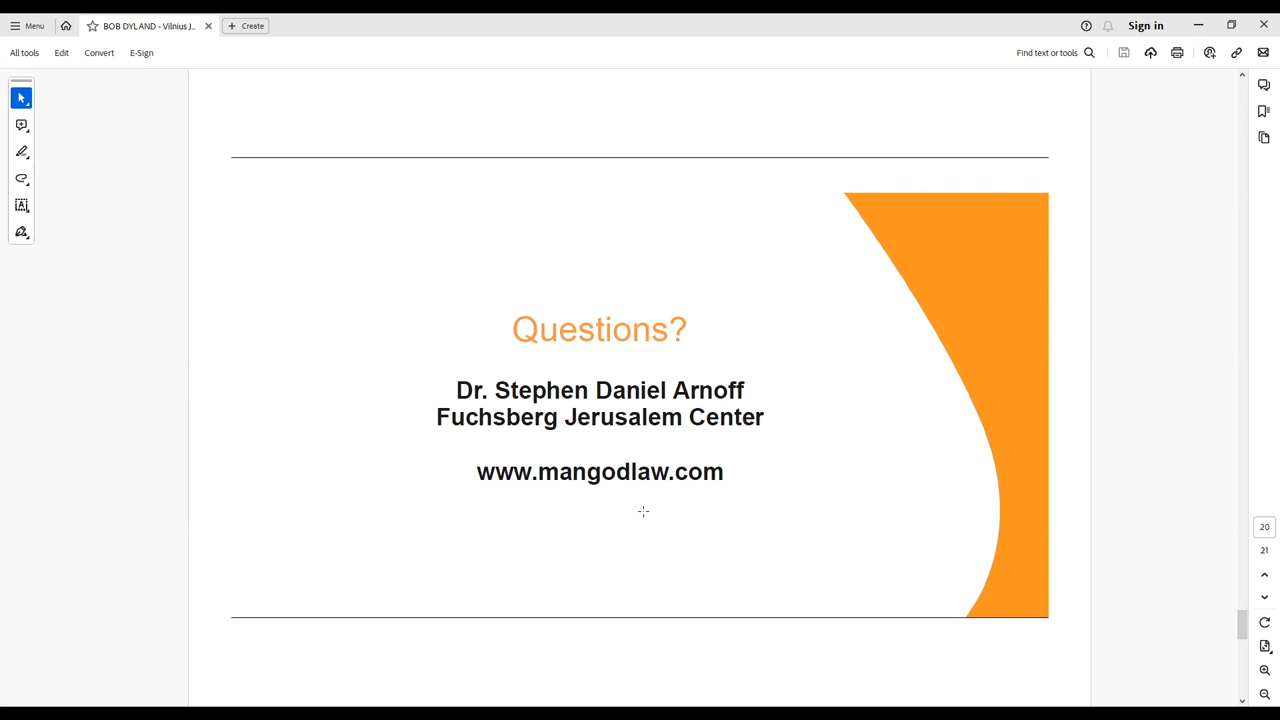 Menu
BOB DYLAND - Vilnius J...
Create
Sign in
All tools
Edit
Convert
E-Sign
Find text or tools
Questions?
Dr. Stephen Daniel Arnoff
Fuchsberg Jerusalem Center
www.mangodlaw.com
20
21